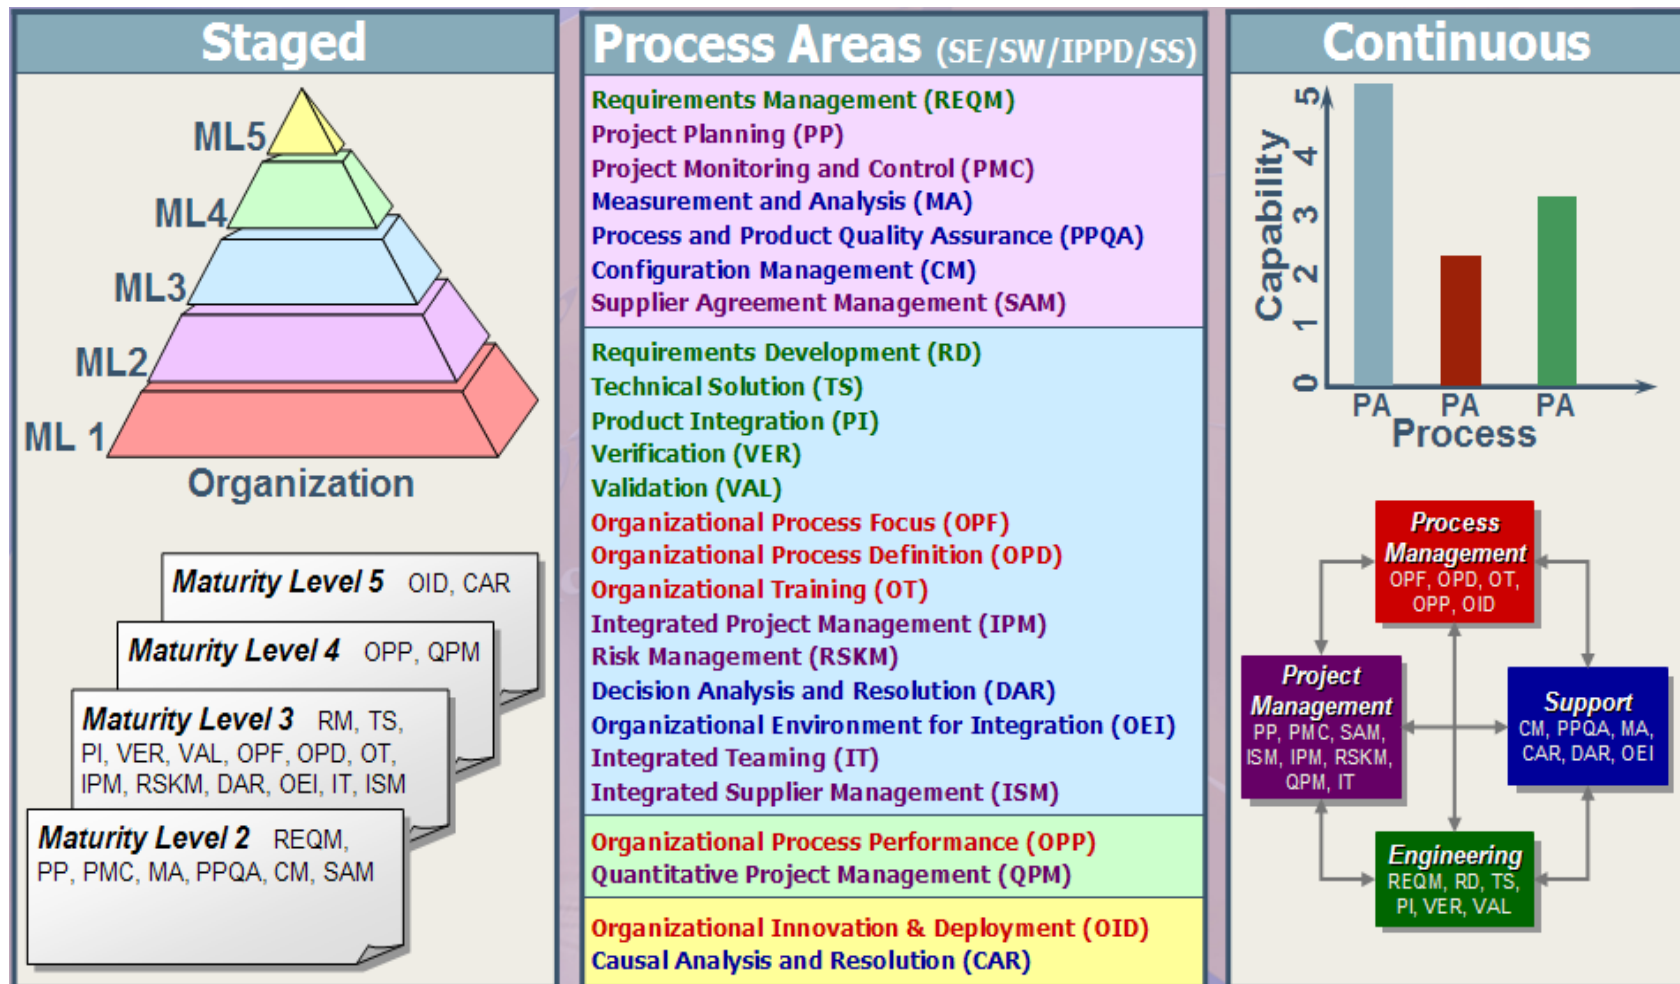 Staged
ML5
ML4
ML3
ML2
ML 1
Organization
Maturity Level 5 OID, CAR
Maturity Level 4 OPP, QPM
Maturity Level 3 RM, TS,
PI, VER, VAL, OPF, OPD, OT,
IPM, RSKM, DAR, OEI, IT, ISM
Maturity Level 2 REQM,
PP, PMC, MA, PPQA, CM, SAM
Process Areas (SE/SW/IPPD/SS)
Requirements Management (REQM)
Project Planning (PP)
Project Monitoring and Control (PMC)
Measurement and Analysis (MA)
Process and Product Quality Assurance (PPQA)
Configuration Management (CM)
Supplier Agreement Management (SAM)
Requirements Development (RD)
Technical Solution (TS)
Product Integration (PI)
Verification (VER)
Validation (VAL)
Organizational Process Focus (OPF)
Organizational Process Definition (OPD)
Organizational Training (OT)
Integrated Project Management (IPM)
Risk Management (RSKM)
Decision Analysis and Resolution (DAR)
Organizational Environment for Integration (OEI)
Integrated Teaming (IT)
Integrated Supplier Management (ISM)
Organizational Process Performance (OPP)
Quantitative Project Management (QPM)
Organizational Innovation & Deployment (OID)
Causal Analysis and Resolution (CAR)
Continuous
Capability
5
4
3
2
1
0
PA PA PA
Process
Process
Management
OPF, OPD, OT,
OPP, OID
Project
Management
PP, PMC, SAM,
ISM, IPM, RSKM,
QPM, IT
Support
CM, PPQA, MA,
CAR, DAR, OEI
Engineering
REQM, RD, TS,
PI, VER, VAL